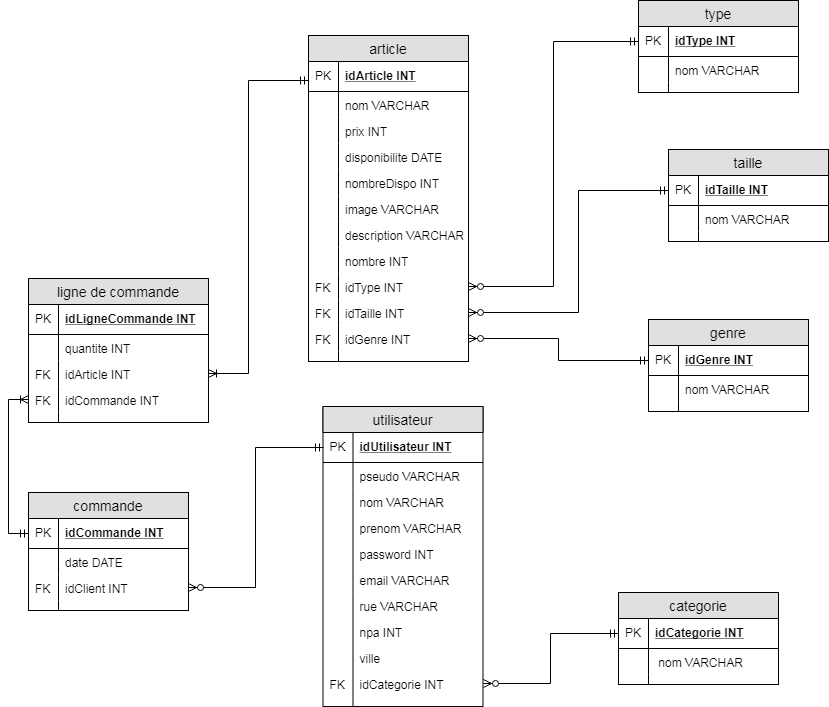 type
PK idType INT
nom VARCHAR
article
PK idArticle INT
nom VARCHAR
prix INT
disponibilite DATE
nombreDispo INT
image VARCHAR
description VARCHAR
nombre INT
FK idType INT
FK idTaille INT
FK idGenre INT
taille
PK idTaille INT
nom VARCHAR
ligne de commande
PK idLigneCommande INT
quantite INT
FK idArticle INT
FK idCommande INT
genre
PK idGenre INT
nom VARCHAR
utilisateur
PK idUtilisateur INT
pseudo VARCHAR
nom VARCHAR
prenom VARCHAR
password INT
email VARCHAR
rue VARCHAR
npa INT
ville
FK idCategorie INT
commande
PK idCommande INT
date DATE
FK idClient INT
categorie
PK idCategorie INT
nom VARCHAR